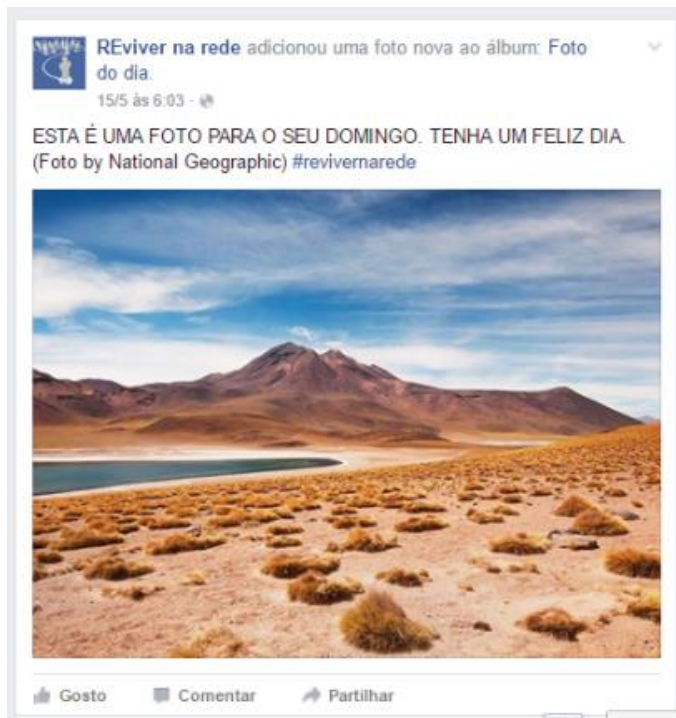 REviver na rede adicionou uma foto nova ao álbum: Foto
do dia.
15/5 às 6:03 ·
ESTA É UMA FOTO PARA O SEU DOMINGO. TENHA UM FELIZ DIA.
(Foto by National Geographic) #revivernarede
Gosto Comentar Partilhar